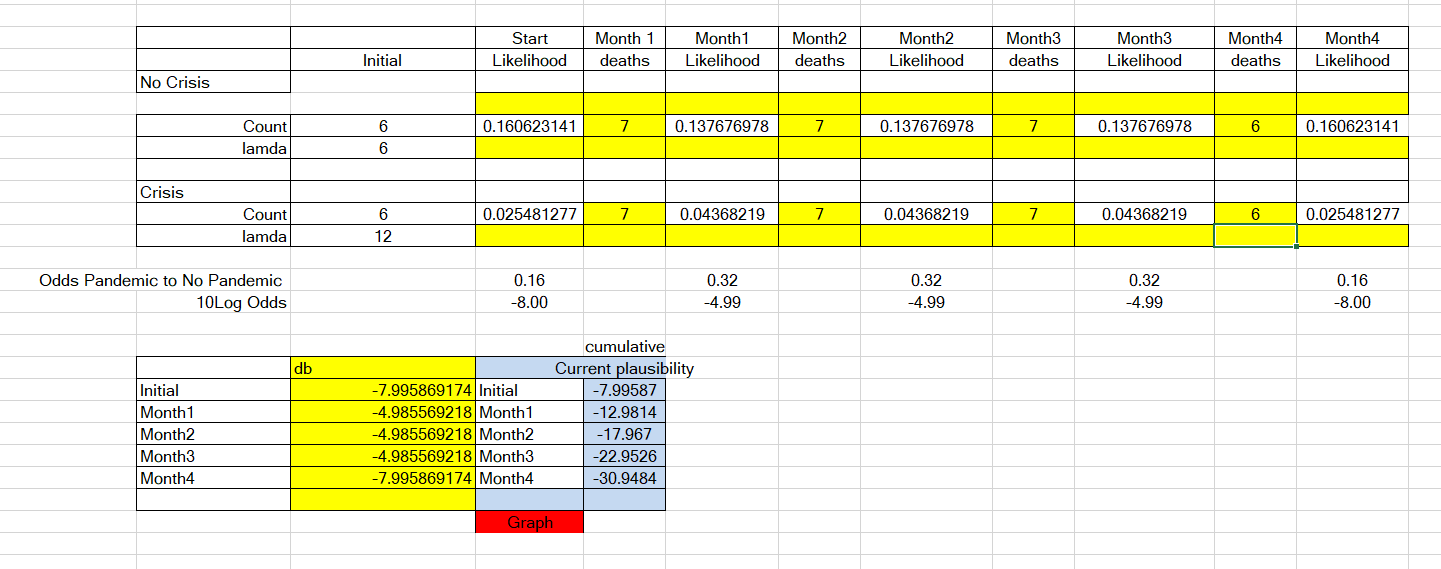 Start Month 1 Month1 Month2 Month2 Month3 Month3 Month4 Month4
Initial Likelihood deaths Likelihood deaths Likelihood deaths Likelihood deaths Likelihood
No Crisis
Count 6 0.160623141 7 0.137676978 7 0.137676978 7 0.137676978 6 0.160623141
lamda 6
Crisis
Count 6 0.025481277 7 0.04368219 7 0.04368219 7 0.04368219 6 0.025481277
lamda 12
Odds Pandemic to No Pandemic 0.16 0.32 0.32 0.32 0.16
10Log Odds -8.00 -4.99 -4.99 -4.99 -8.00
cumulative
db Current plausibility
Initial -7.995869174 Initial -7.99587
Month1 -4.985569218 Month1 -12.9814
Month2 -4.985569218 Month2 -17.967
Month3 -4.985569218 Month3 -22.9526
Month4 -7.995869174 Month4 -30.9484
Graph